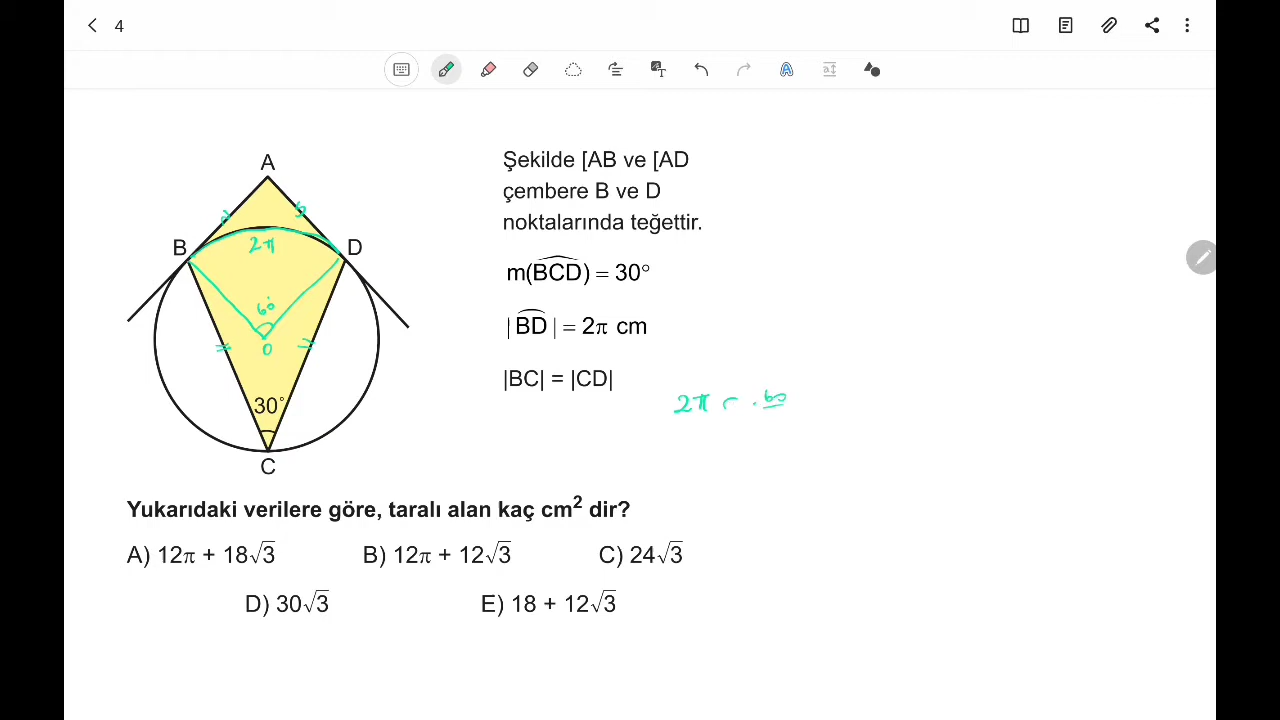 4
A
B
D
2π
60°
O
30°
C
Şekilde [AB ve [AD
çembere B ve D
noktalarında teğettir.
m(BCD) = 30°
|BD| = 2π cm
|BC| = |CD|
2π r . 60
Yukarıdaki verilere göre, taralı alan kaç cm² dir?
A) 12π + 18√3 B) 12π + 12√3 C) 24√3
D) 30√3 E) 18 + 12√3